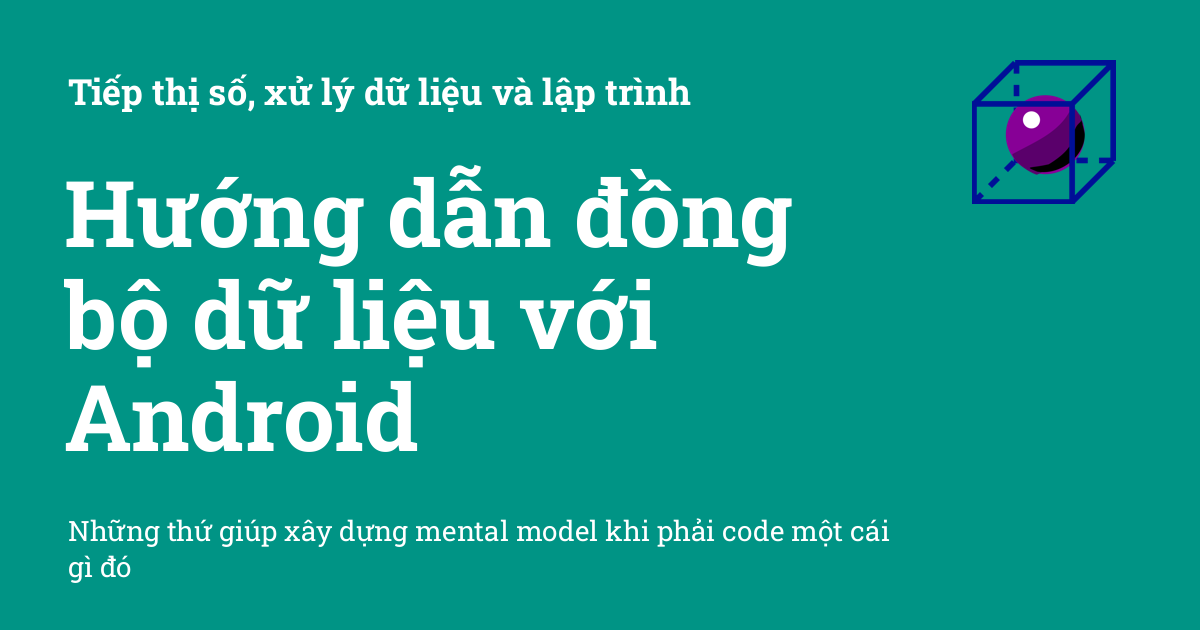 Tiếp thị số, xử lý dữ liệu và lập trình
Hướng dẫn đồng
bộ dữ liệu với
Android
Những thứ giúp xây dựng mental model khi phải code một cái
gì đó